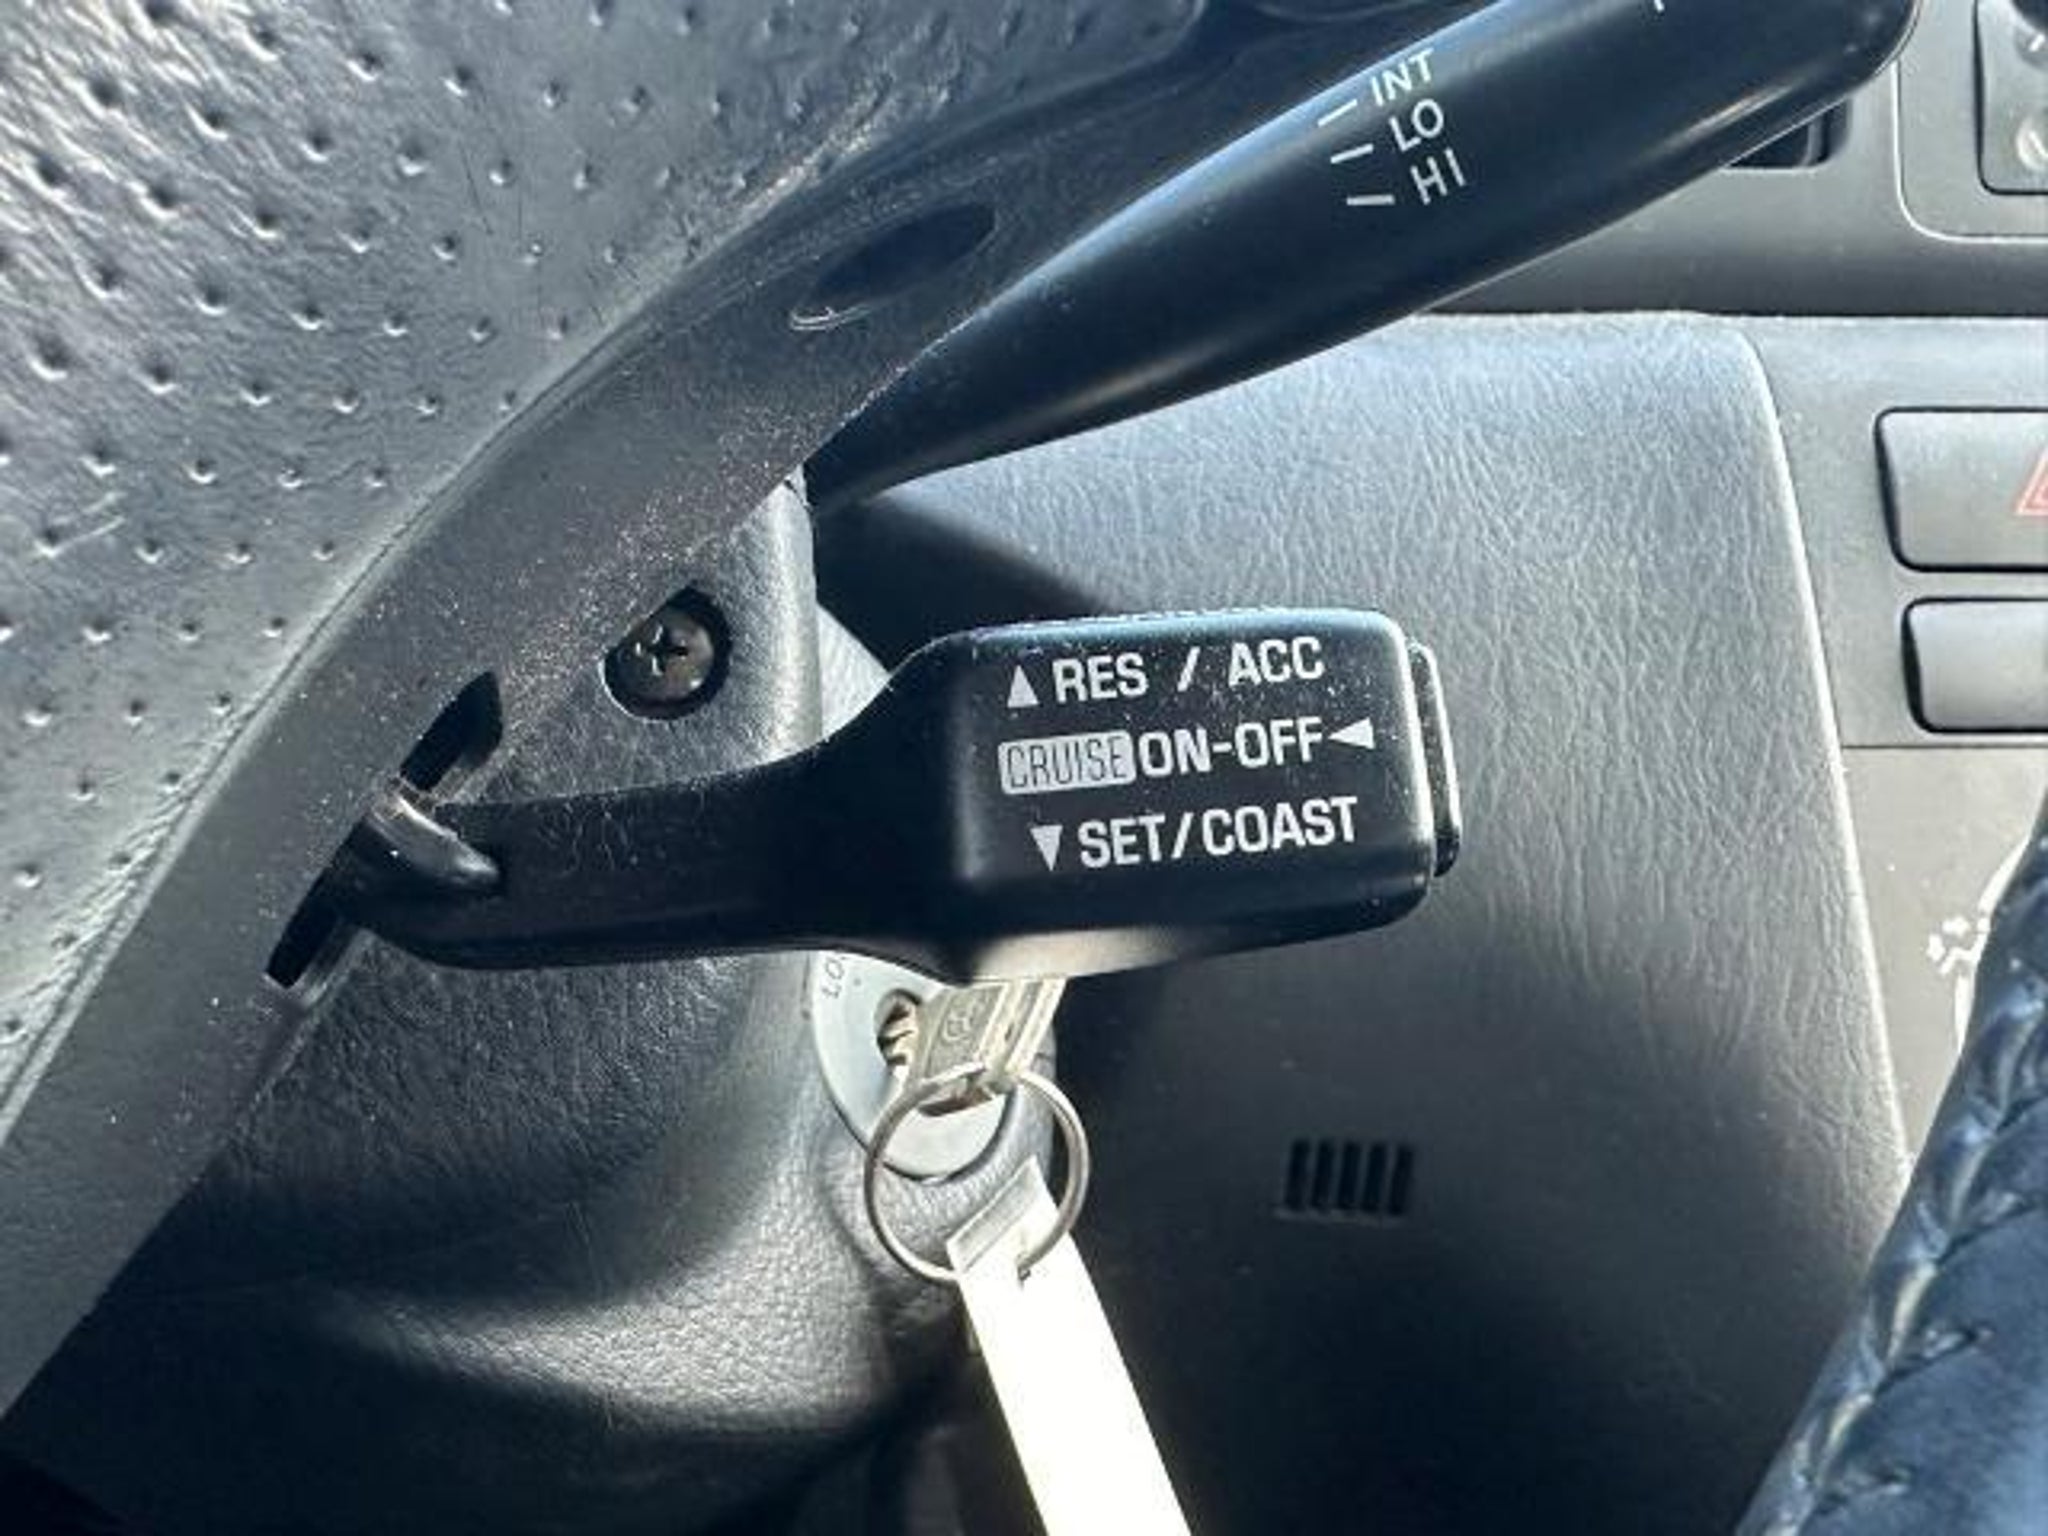 INT
LO
HI
RES / ACC
CRUISE ON-OFF
SET/COAST